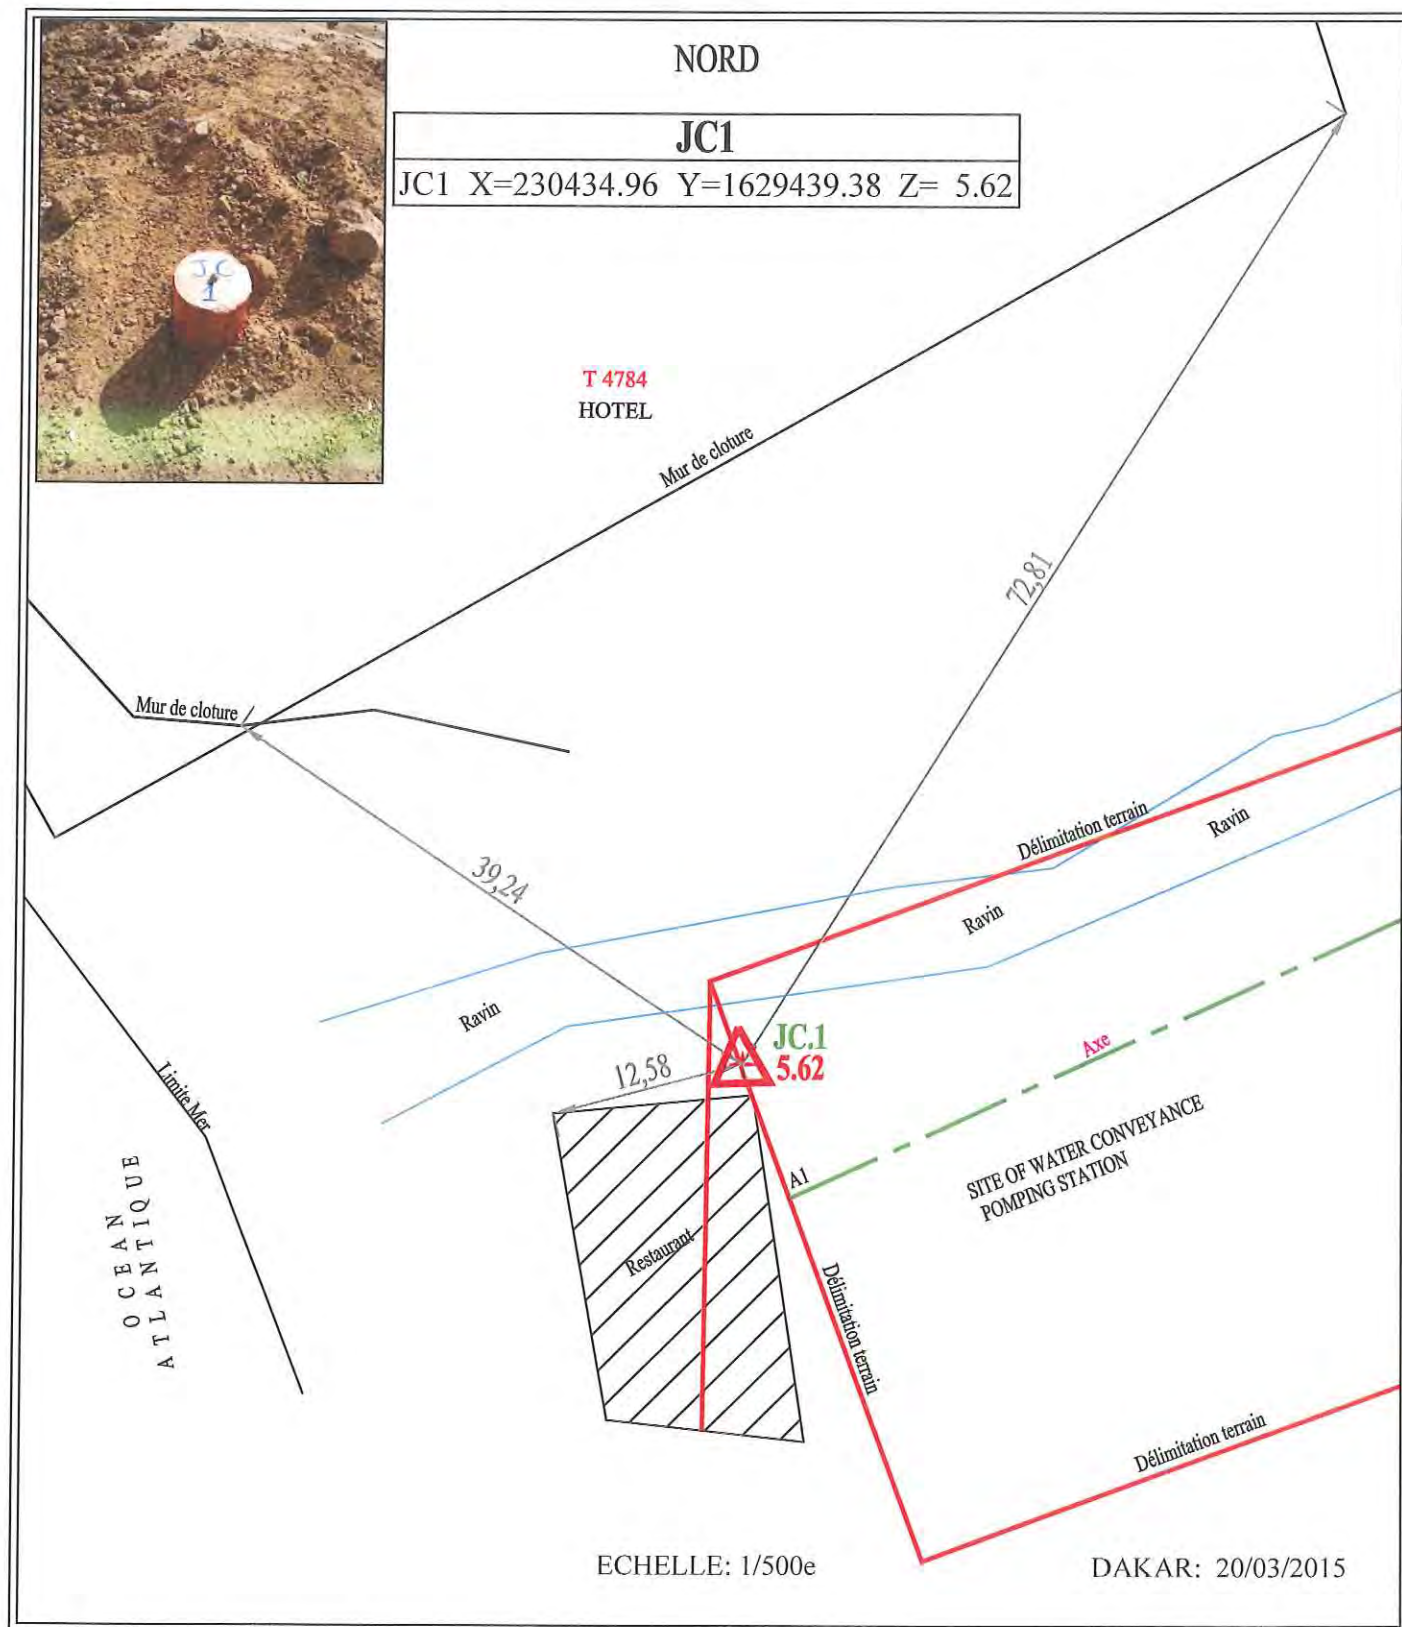 NORD
JC1
JC1 X=230434.96 Y=1629439.38 Z= 5.62
JC
1
T 4784
HOTEL
Mur de cloture
72,81
Mur de cloture
39,24
Délimitation terrain
Ravin
Ravin
Ravin
JC.1
5.62
12,58
Axe
Limite Mer
A1
SITE OF WATER CONVEYANCE
POMPING STATION
OCEAN
ATLANTIQUE
Restaurant
Délimitation terrain
Délimitation terrain
ECHELLE: 1/500e
DAKAR: 20/03/2015